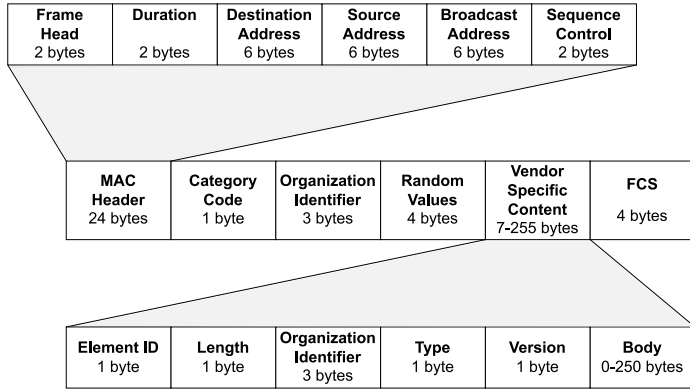 Frame
Head
2 bytes
Duration
2 bytes
Destination
Address
6 bytes
Source
Address
6 bytes
Broadcast
Address
6 bytes
Sequence
Control
2 bytes
MAC
Header
24 bytes
Category
Code
1 byte
Organization
Identifier
3 bytes
Random
Values
4 bytes
Vendor
Specific
Content
7-255 bytes
FCS
4 bytes
Element ID
1 byte
Length
1 byte
Organization
Identifier
3 bytes
Type
1 byte
Version
1 byte
Body
0-250 bytes